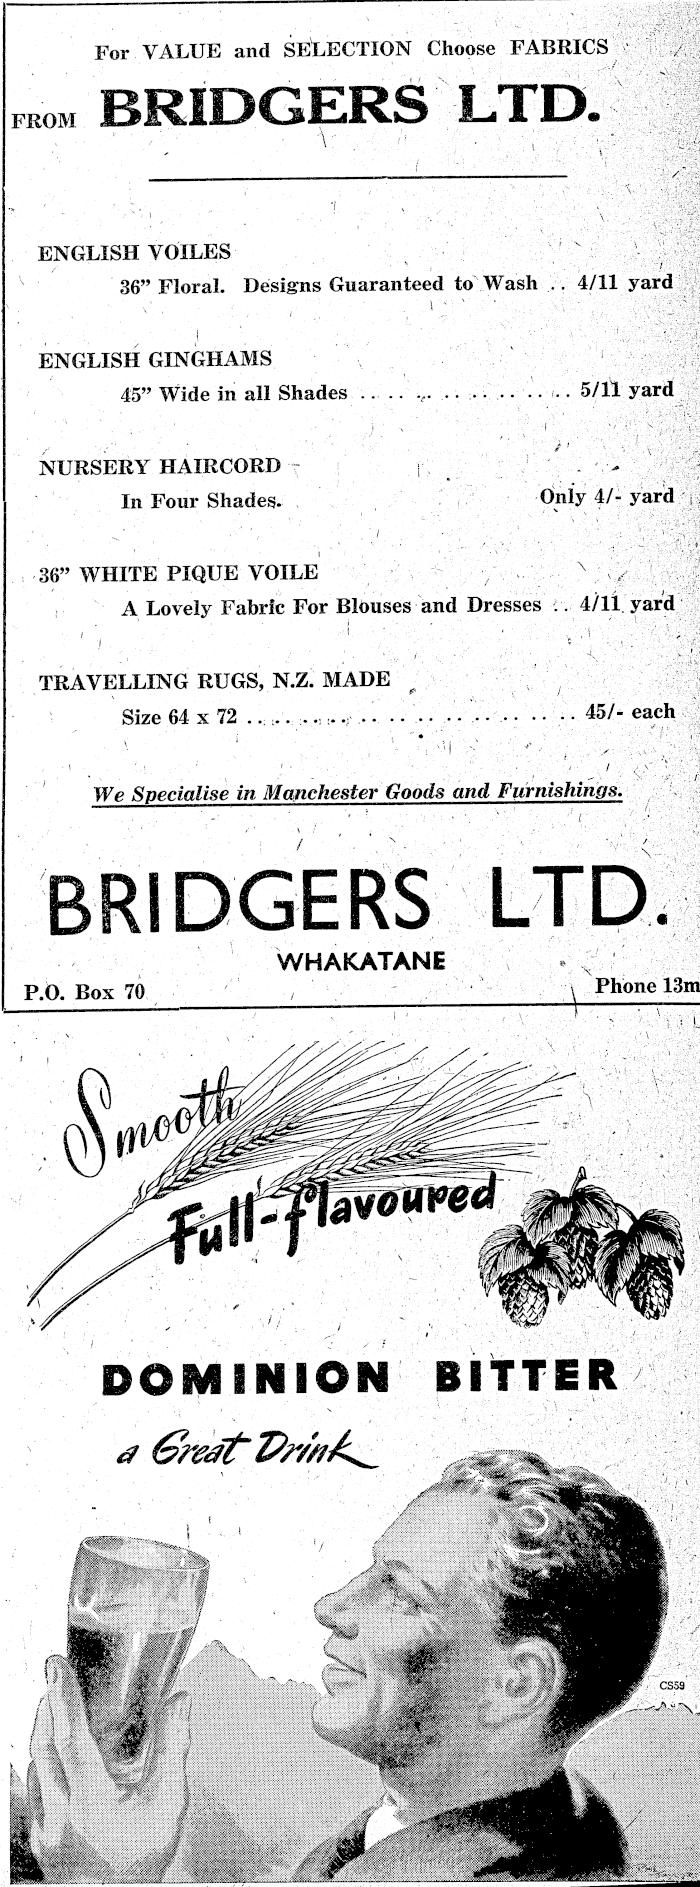 For VALUE and SELECTION Choose FABRICS
FROM BRIDGERS LTD.
ENGLISH VOILES
36” Floral. Designs Guaranteed to Wash .. 4/11 yard
ENGLISH GINGHAMS
45” Wide in all Shades .. .. .. .. .. .. .. .. 5/11 yard
NURSERY HAIRCORD
In Four Shades. Only 4/- yard
36” WHITE PIQUE VOILE
A Lovely Fabric For Blouses and Dresses .. 4/11 yard
TRAVELLING RUGS, N.Z. MADE
Size 64 x 72 .. .. .. .. .. .. .. .. .. .. .. .. 45/- each
We Specialise in Manchester Goods and Furnishings.
BRIDGERS LTD.
WHAKATANE
P.O. Box 70 Phone 13m
Smooth
Full-flavoured
DOMINION BITTER
a Great Drink
CS59